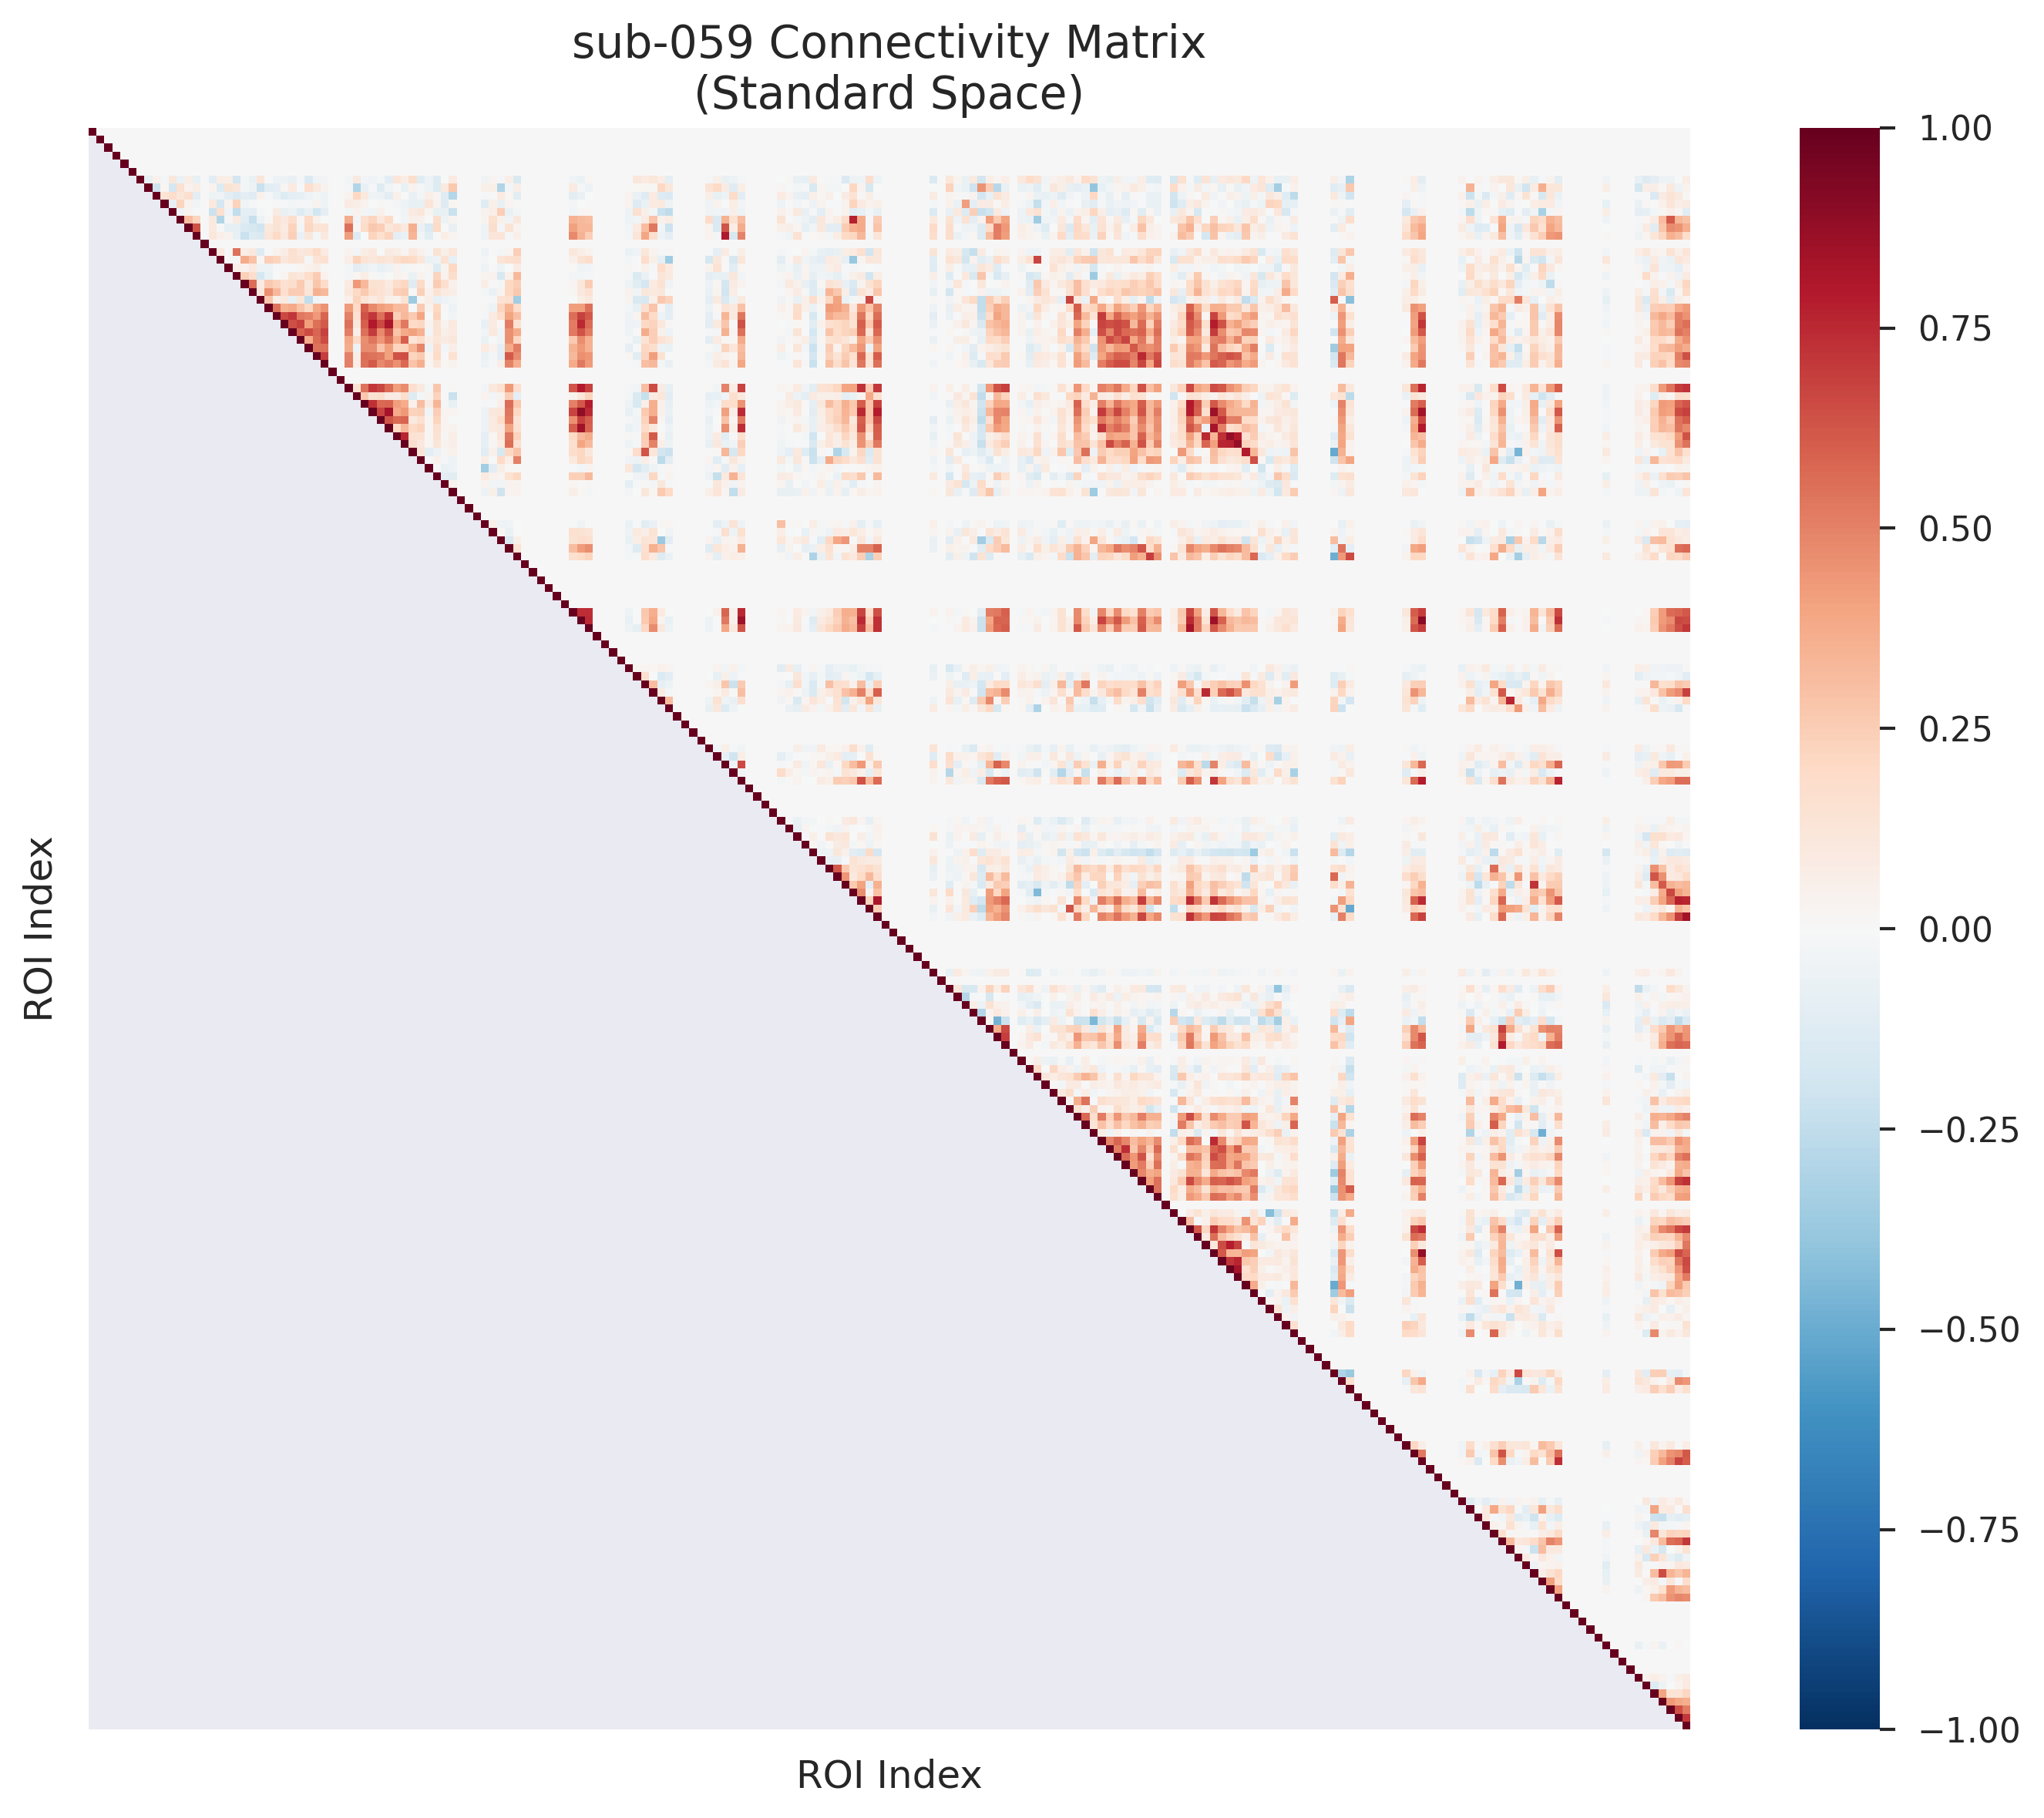 sub-059 Connectivity Matrix
(Standard Space)
ROI Index
ROI Index
1.00
0.75
0.50
0.25
0.00
−0.25
−0.50
−0.75
−1.00